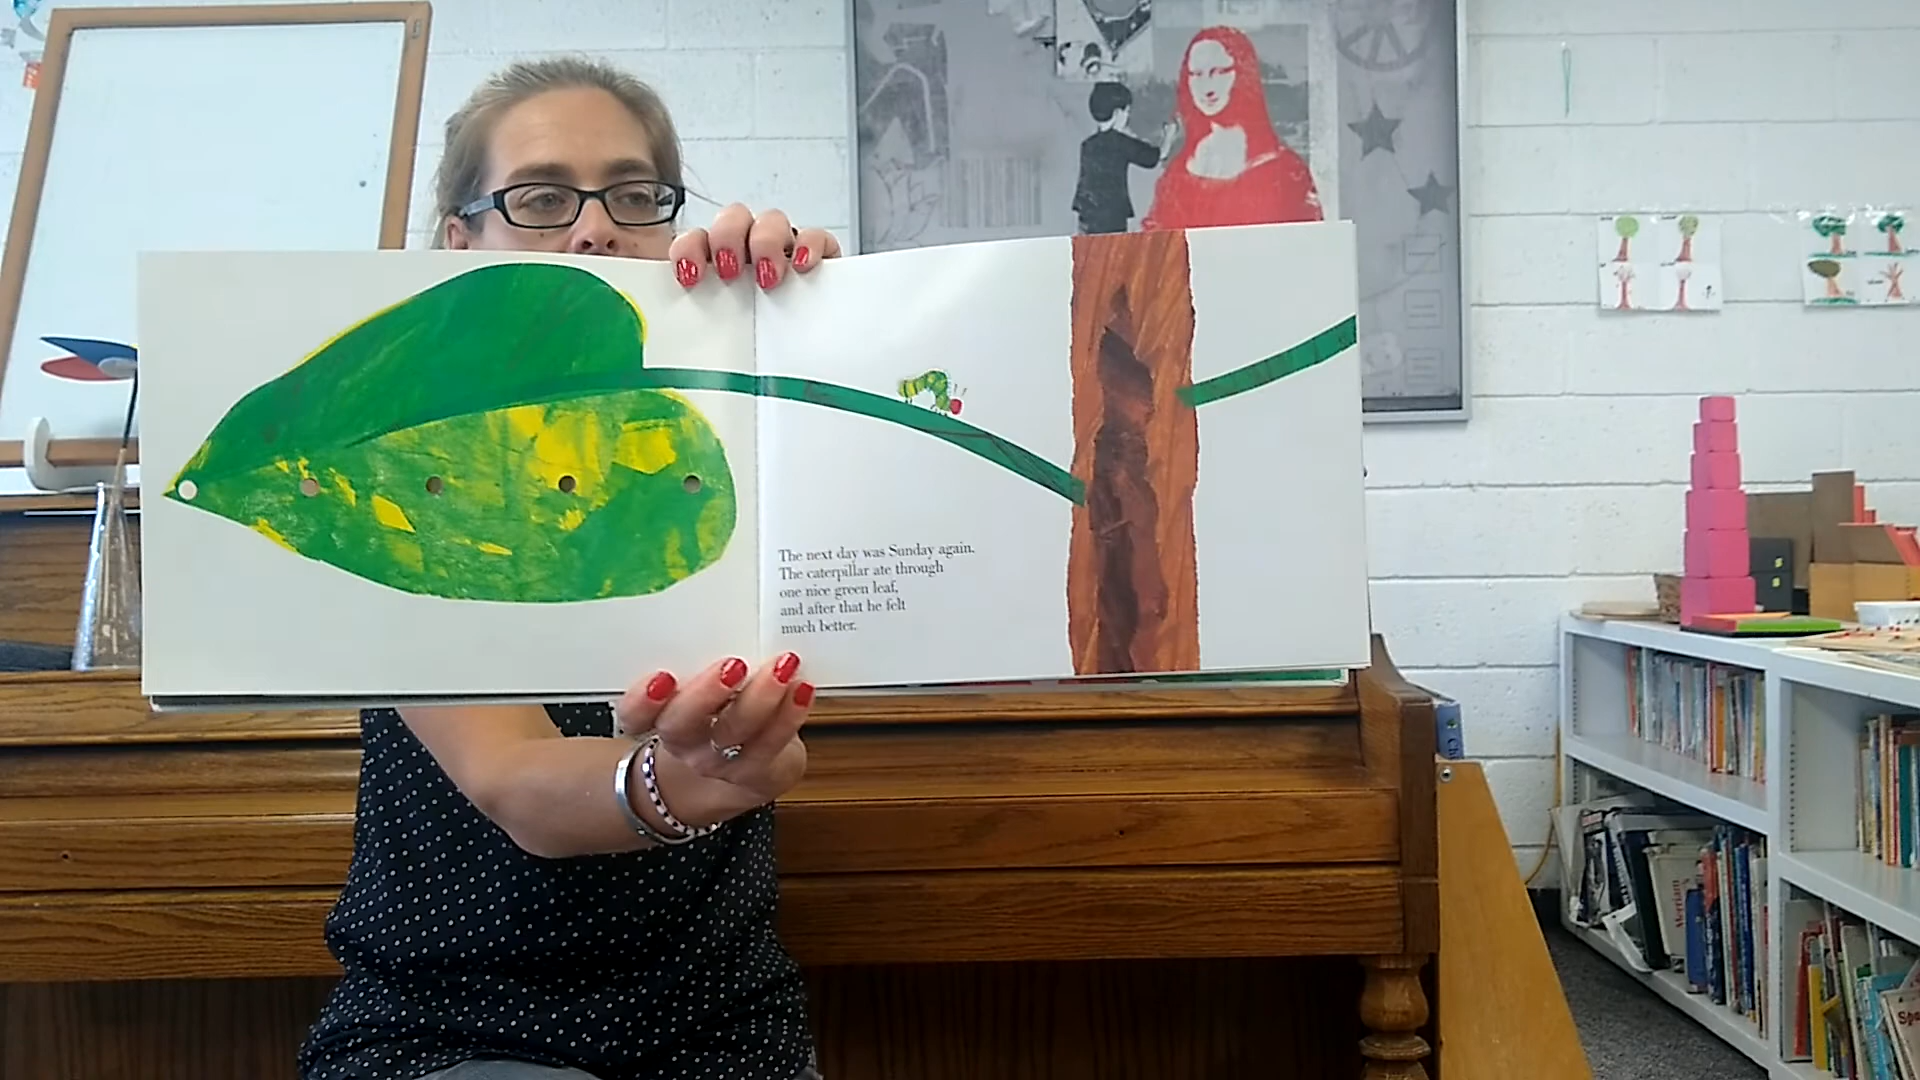 The next day was Sunday again.
The caterpillar ate through
one nice green leaf,
and after that he felt
much better.